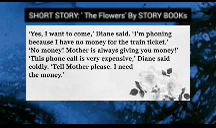 SHORT STORY: ' The Flowers' By STORY BOOKs
'Yes, I want to come,' Diane said. 'I'm phoning
because I have no money for the train ticket.'
'No money! Mother is always giving you money!'
'This phone call is very expensive,' Diane said
coldly. 'Tell Mother please. I need
the money.'